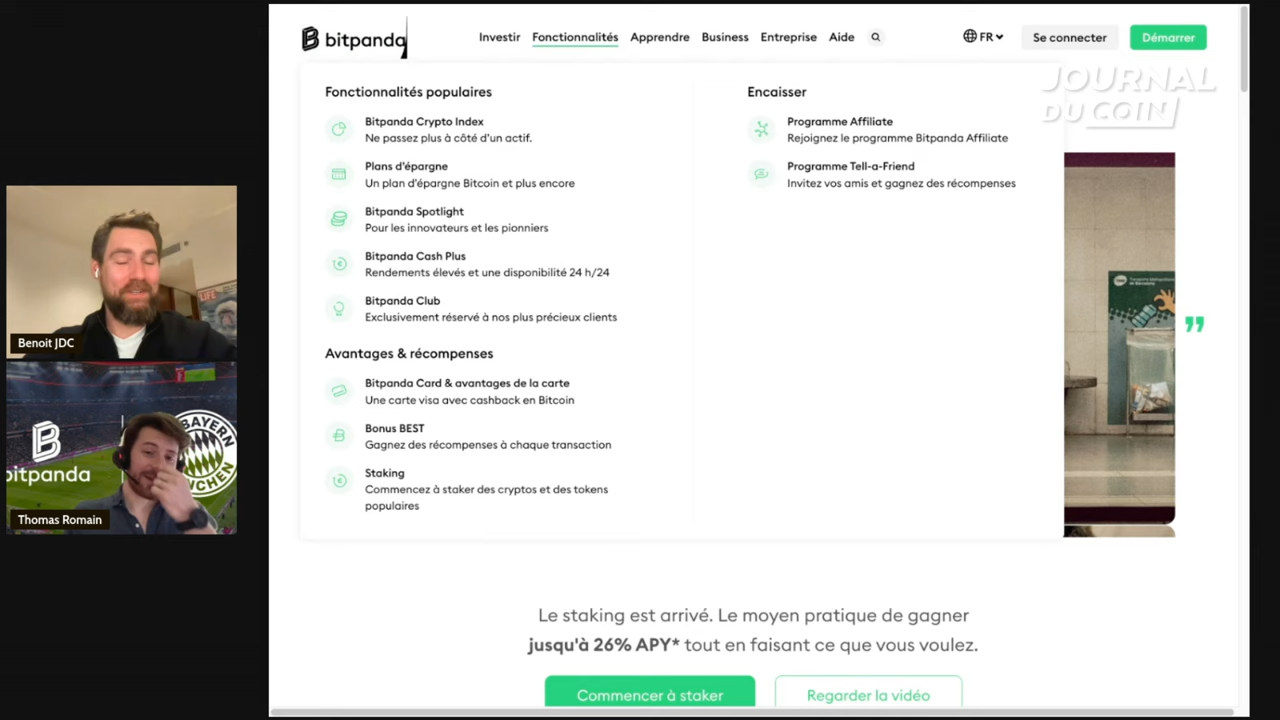 bitpanda
Investir
Fonctionnalités
Apprendre
Business
Entreprise
Aide
FR
Se connecter
Démarrer
JOURNAL
DU COIN
Fonctionnalités populaires
Bitpanda Crypto Index
Ne passez plus à côté d'un actif.
Plans d'épargne
Un plan d'épargne Bitcoin et plus encore
Bitpanda Spotlight
Pour les innovateurs et les pionniers
Bitpanda Cash Plus
Rendements élevés et une disponibilité 24 h/24
Bitpanda Club
Exclusivement réservé à nos plus précieux clients
Avantages & récompenses
Bitpanda Card & avantages de la carte
Une carte visa avec cashback en Bitcoin
Bonus BEST
Gagnez des récompenses à chaque transaction
Staking
Commencez à staker des cryptos et des tokens
populaires
Encaisser
Programme Affiliate
Rejoignez le programme Bitpanda Affiliate
Programme Tell-a-Friend
Invitez vos amis et gagnez des récompenses
”
Le staking est arrivé. Le moyen pratique de gagner
jusqu'à 26% APY* tout en faisant ce que vous voulez.
Commencer à staker
Regarder la vidéo
LIFE
Benoit JDC
bitpanda
BAYERN
Thomas Romain